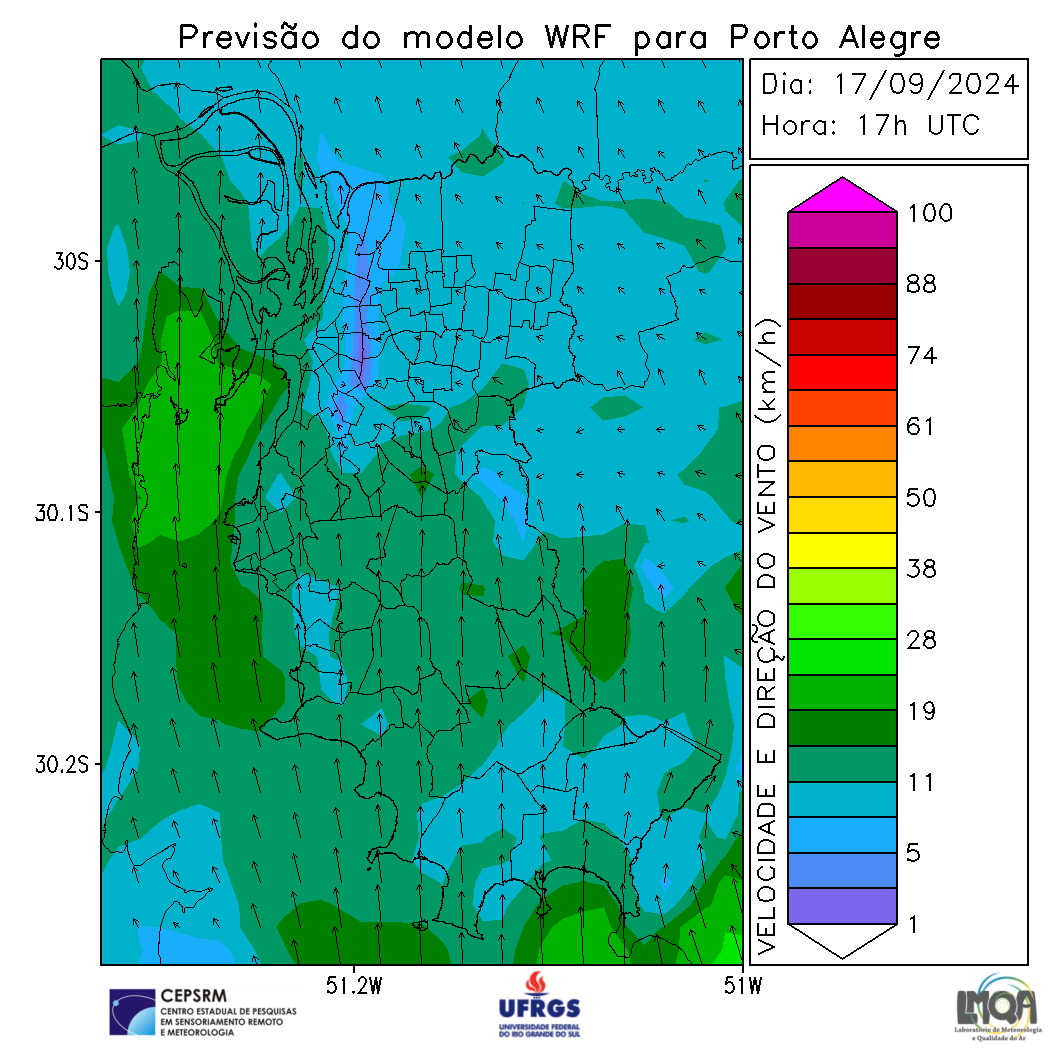 Previsão do modelo WRF para Porto Alegre
Dia: 17/09/2024
Hora: 17h UTC
30S
30.1S
30.2S
51.2W
51W
VELOCIDADE E DIREÇÃO DO VENTO (km/h)
100
88
74
61
50
38
28
19
11
5
1
CEPSRM
CENTRO ESTADUAL DE PESQUISAS
EM SENSORIAMENTO REMOTO
E METEOROLOGIA
UFRGS
UNIVERSIDADE FEDERAL
DO RIO GRANDE DO SUL
LMQA
Laboratório de Meteorologia
e Qualidade do Ar